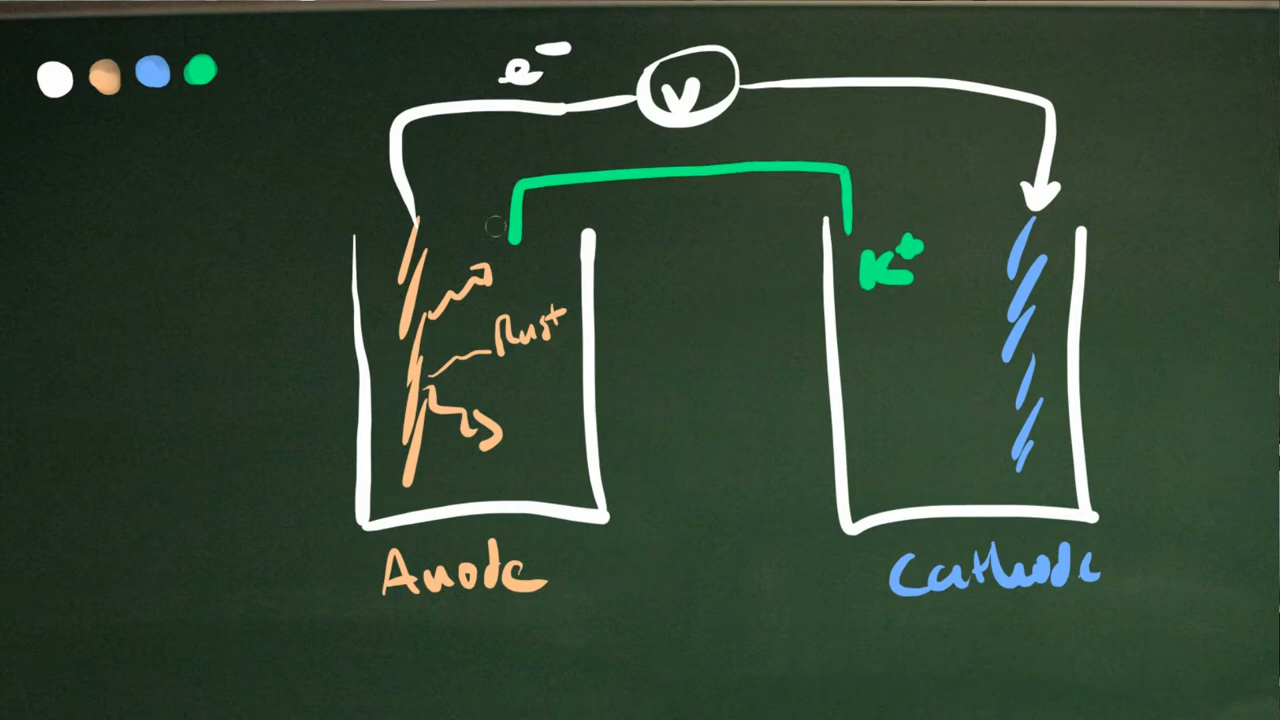 e⁻
V
K⁺
Rust
Anode
Cathode